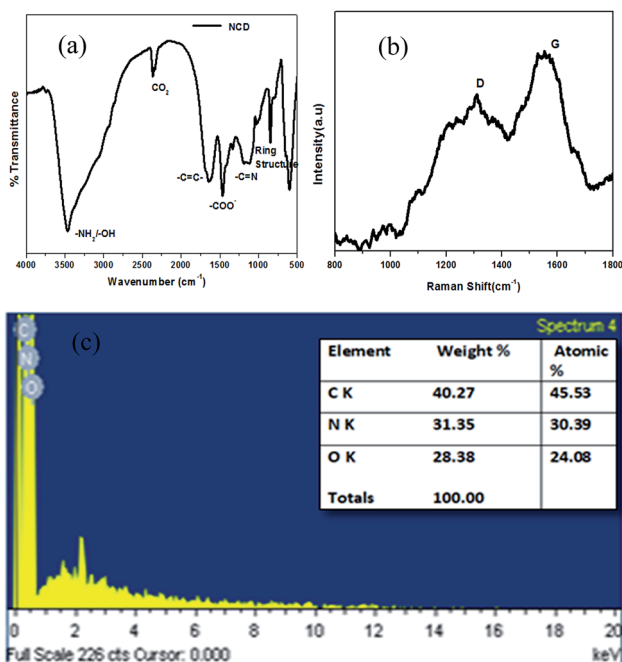 (a)
NCD
CO2
-NH2/-OH
-C=C-
-COO-
-C=N
Ring
Structure
% Transmittance
4000 3500 3000 2500 2000 1500 1000 500
Wavenumber (cm-1)
(b)
D
G
Intensity(a.u)
800 1000 1200 1400 1600 1800
Raman Shift(cm-1)
(c)
Spectrum 4
C
N
O
Element Weight % Atomic
%
C K 40.27 45.53
N K 31.35 30.39
O K 28.38 24.08
Totals 100.00
0 2 4 6 8 10 12 14 16 18 20
Full Scale 226 cts Cursor: 0.000 keV